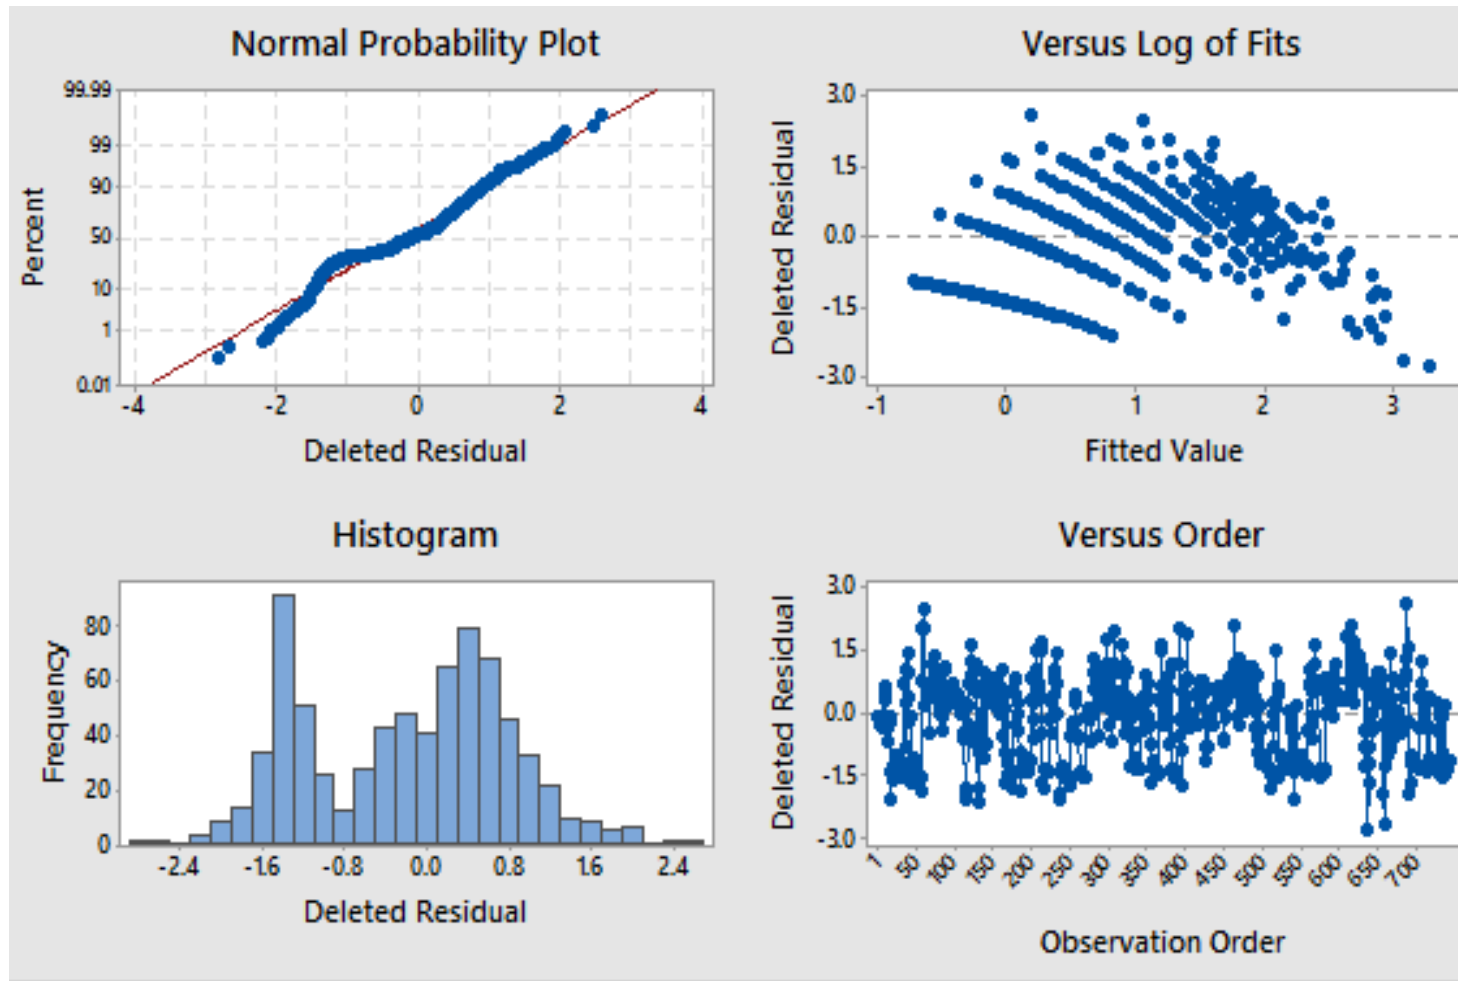 Normal Probability Plot
Percent
99.99
99
90
50
10
1
0.01
-4 -2 0 2 4
Deleted Residual
Versus Log of Fits
Deleted Residual
3.0
1.5
0.0
-1.5
-3.0
-1 0 1 2 3
Fitted Value
Histogram
Frequency
80
60
40
20
0
-2.4 -1.6 -0.8 0.0 0.8 1.6 2.4
Deleted Residual
Versus Order
Deleted Residual
3.0
1.5
0.0
-1.5
-3.0
1 50 100 150 200 250 300 350 400 450 500 550 600 650 700
Observation Order